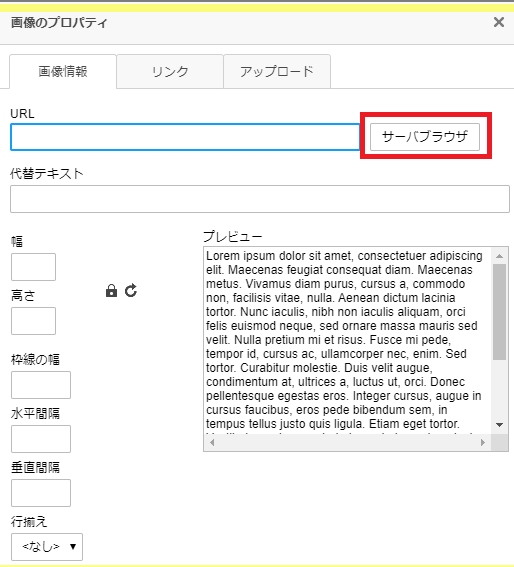 画像のプロパティ
画像情報
リンク
アップロード
URL
サーバブラウザ
代替テキスト
幅
高さ
枠線の幅
水平間隔
垂直間隔
行揃え
<なし>
プレビュー
Lorem ipsum dolor sit amet, consectetuer adipiscing
elit. Maecenas feugiat consequat diam. Maecenas
metus. Vivamus diam purus, cursus a, commodo
non, facilisis vitae, nulla. Aenean dictum lacinia
tortor. Nunc iaculis, nibh non iaculis aliquam, orci
felis euismod neque, sed ornare massa mauris sed
velit. Nulla pretium mi et risus. Fusce mi pede,
tempor id, cursus ac, ullamcorper nec, enim. Sed
tortor. Curabitur molestie. Duis velit augue,
condimentum at, ultrices a, luctus ut, orci. Donec
pellentesque egestas eros. Integer cursus, augue in
cursus faucibus, eros pede bibendum sem, in
tempus tellus justo quis ligula. Etiam eget tortor.